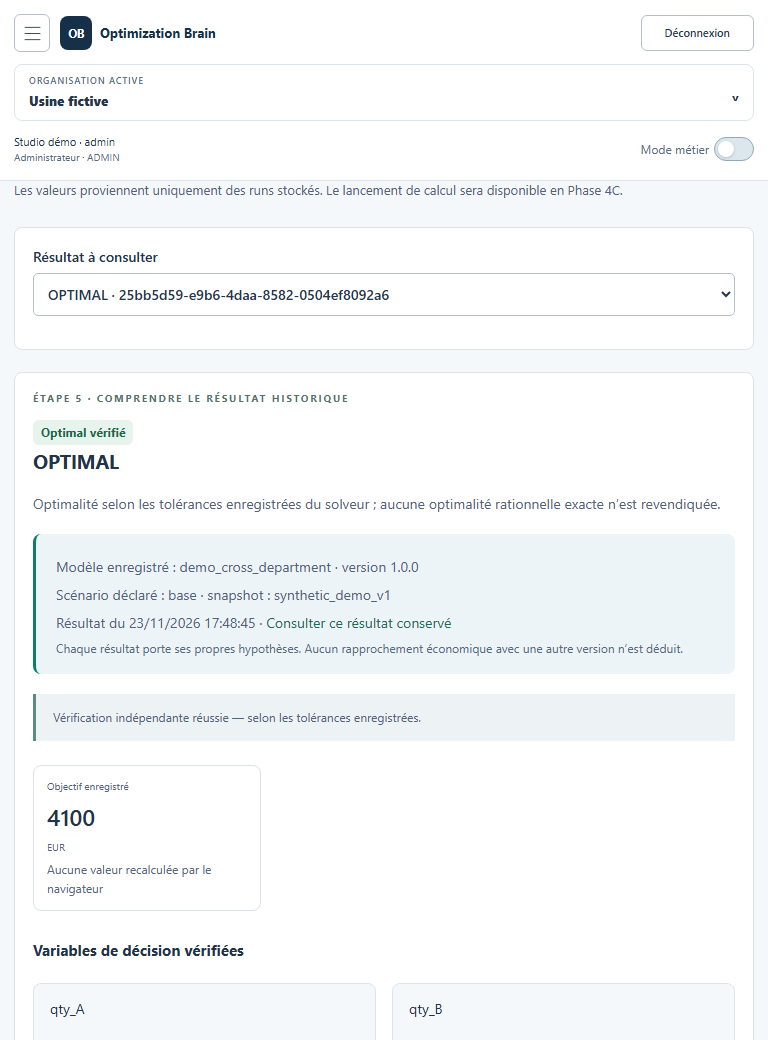 OB
Optimization Brain
Déconnexion
ORGANISATION ACTIVE
Usine fictive
v
Studio démo · admin
Administrateur · ADMIN
Mode métier
Les valeurs proviennent uniquement des runs stockés. Le lancement de calcul sera disponible en Phase 4C.
Résultat à consulter
OPTIMAL · 25bb5d59-e9b6-4daa-8582-0504ef8092a6
ÉTAPE 5 · COMPRENDRE LE RÉSULTAT HISTORIQUE
Optimal vérifié
OPTIMAL
Optimalité selon les tolérances enregistrées du solveur ; aucune optimalité rationnelle exacte n’est revendiquée.
Modèle enregistré : demo_cross_department · version 1.0.0
Scénario déclaré : base · snapshot : synthetic_demo_v1
Résultat du 23/11/2026 17:48:45 · Consulter ce résultat conservé
Chaque résultat porte ses propres hypothèses. Aucun rapprochement économique avec une autre version n’est déduit.
Vérification indépendante réussie — selon les tolérances enregistrées.
Objectif enregistré
4100
EUR
Aucune valeur recalculée par le
navigateur
Variables de décision vérifiées
qty_A
qty_B